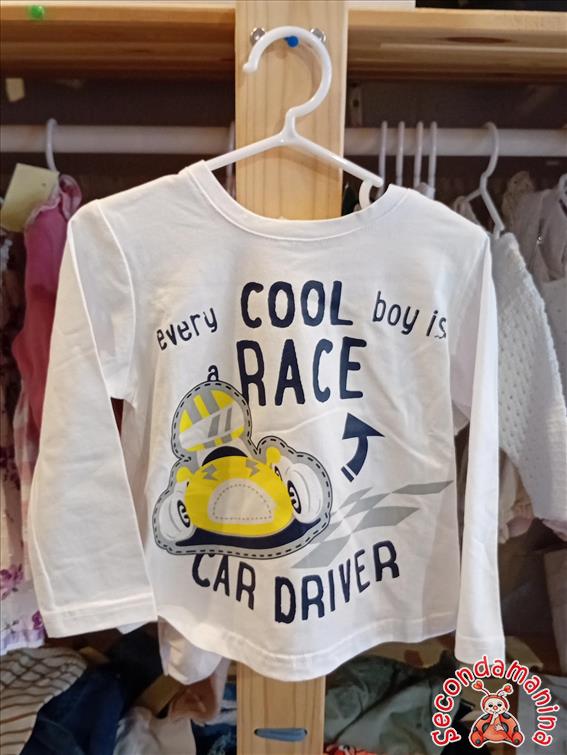 every COOL boy is
a RACE
CAR DRIVER
Secondamanina